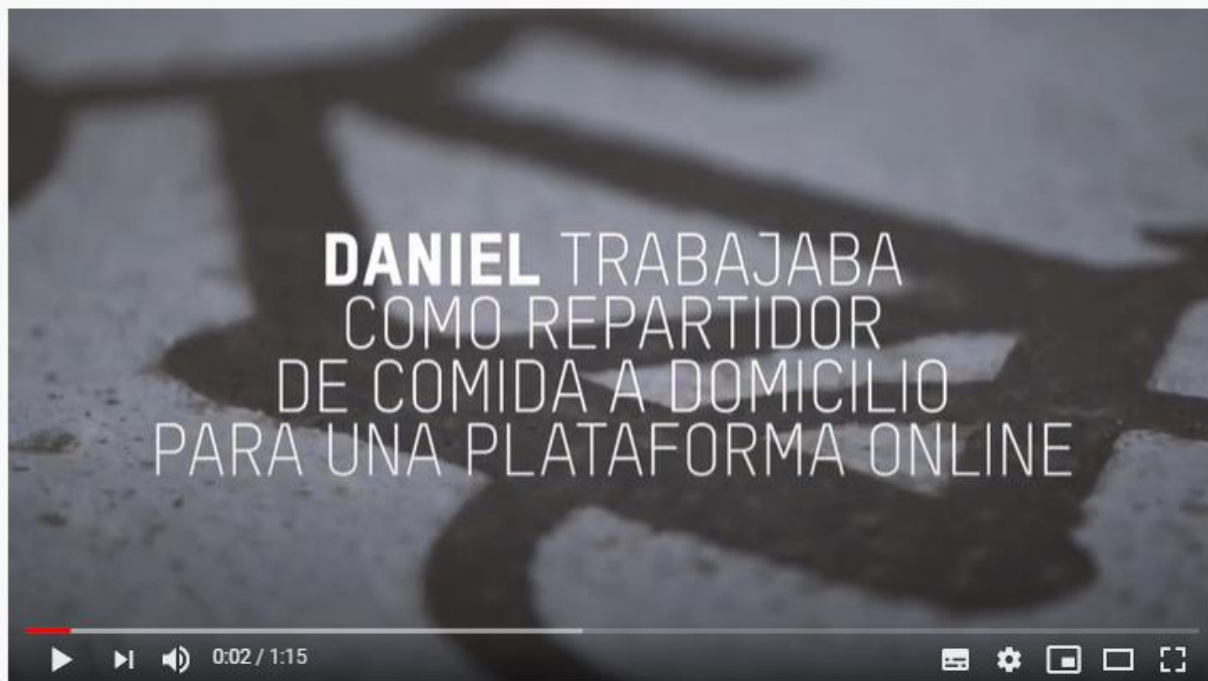 DANIEL TRABAJABA
COMO REPARTIDOR
DE COMIDA A DOMICILIO
PARA UNA PLATAFORMA ONLINE
0:02 / 1:15